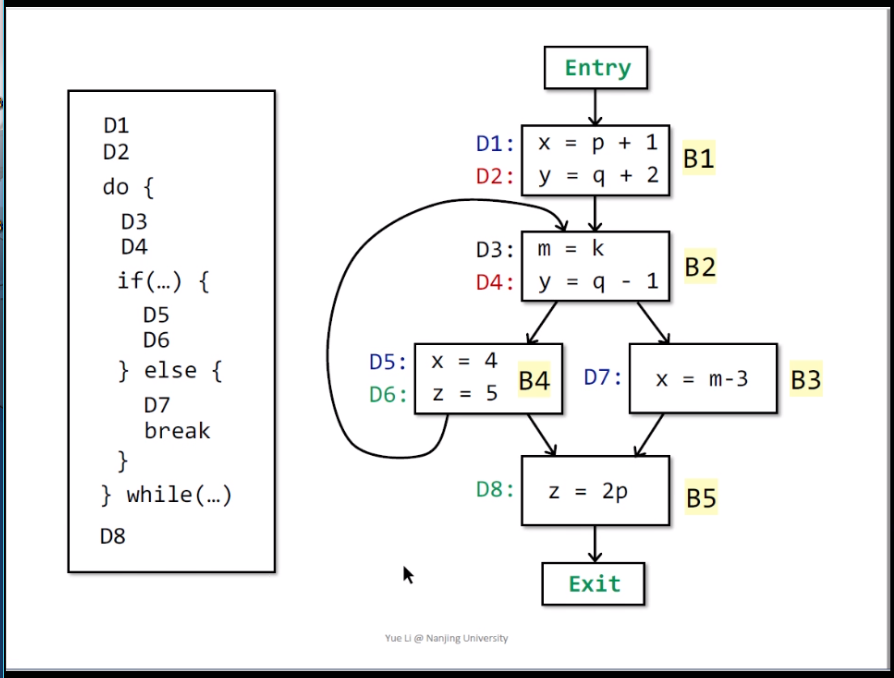 D1
D2
do {
D3
D4
if(…) {
D5
D6
} else {
D7
break
}
} while(…)
D8
Entry
D1: x = p + 1
D2: y = q + 2
B1
D3: m = k
D4: y = q - 1
B2
D5: x = 4
D6: z = 5
B4
D7: x = m-3
B3
D8: z = 2p
B5
Exit
Yue Li @ Nanjing University